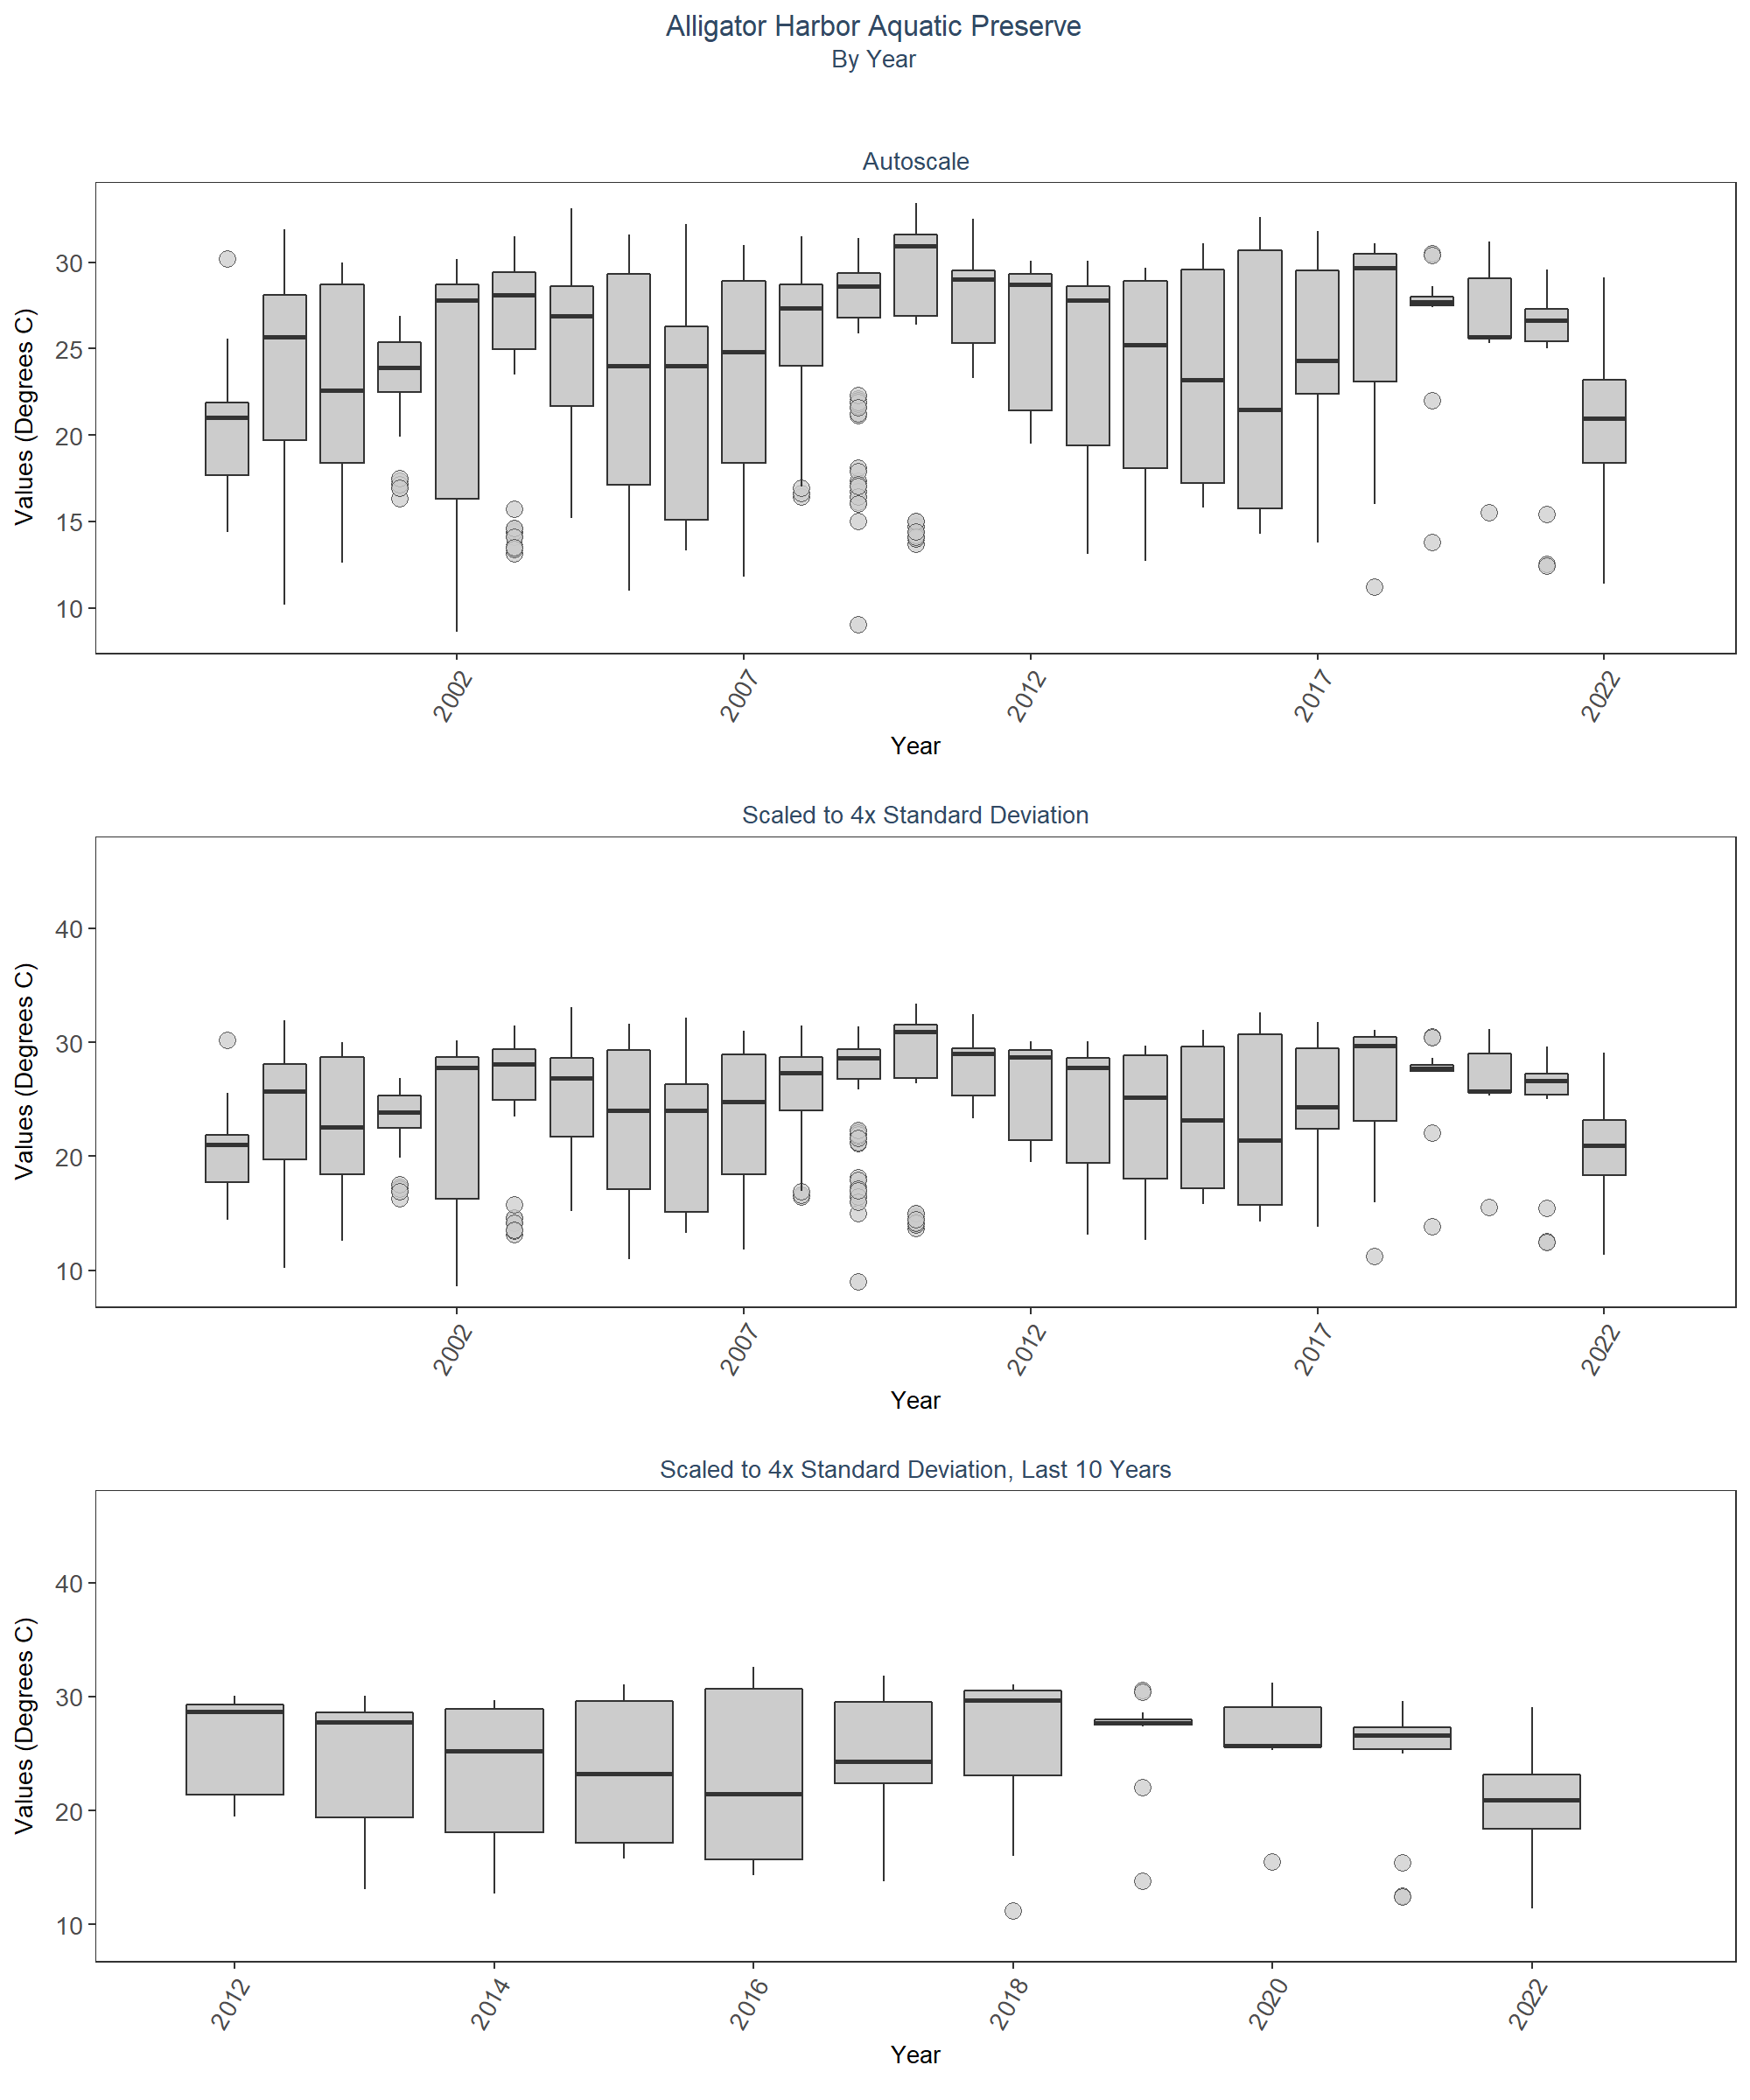 Alligator Harbor Aquatic Preserve
By Year
Autoscale
Values (Degrees C)
30
25
20
15
10
2002 2007 2012 2017 2022
Year
Scaled to 4x Standard Deviation
Values (Degrees C)
40
30
20
10
2002 2007 2012 2017 2022
Year
Scaled to 4x Standard Deviation, Last 10 Years
Values (Degrees C)
40
30
20
10
2012 2014 2016 2018 2020 2022
Year